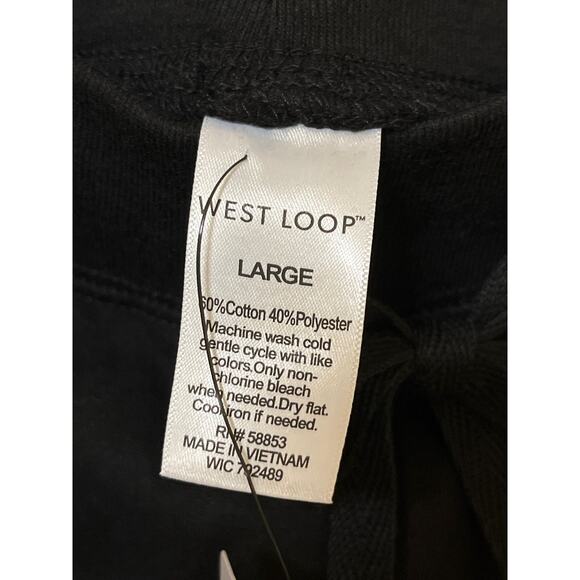 WEST LOOP™
LARGE
60%Cotton 40%Polyester
Machine wash cold
gentle cycle with like
colors.Only non-
chlorine bleach
when needed.Dry flat.
Cool iron if needed.
RN# 58853
MADE IN VIETNAM
WIC 702489